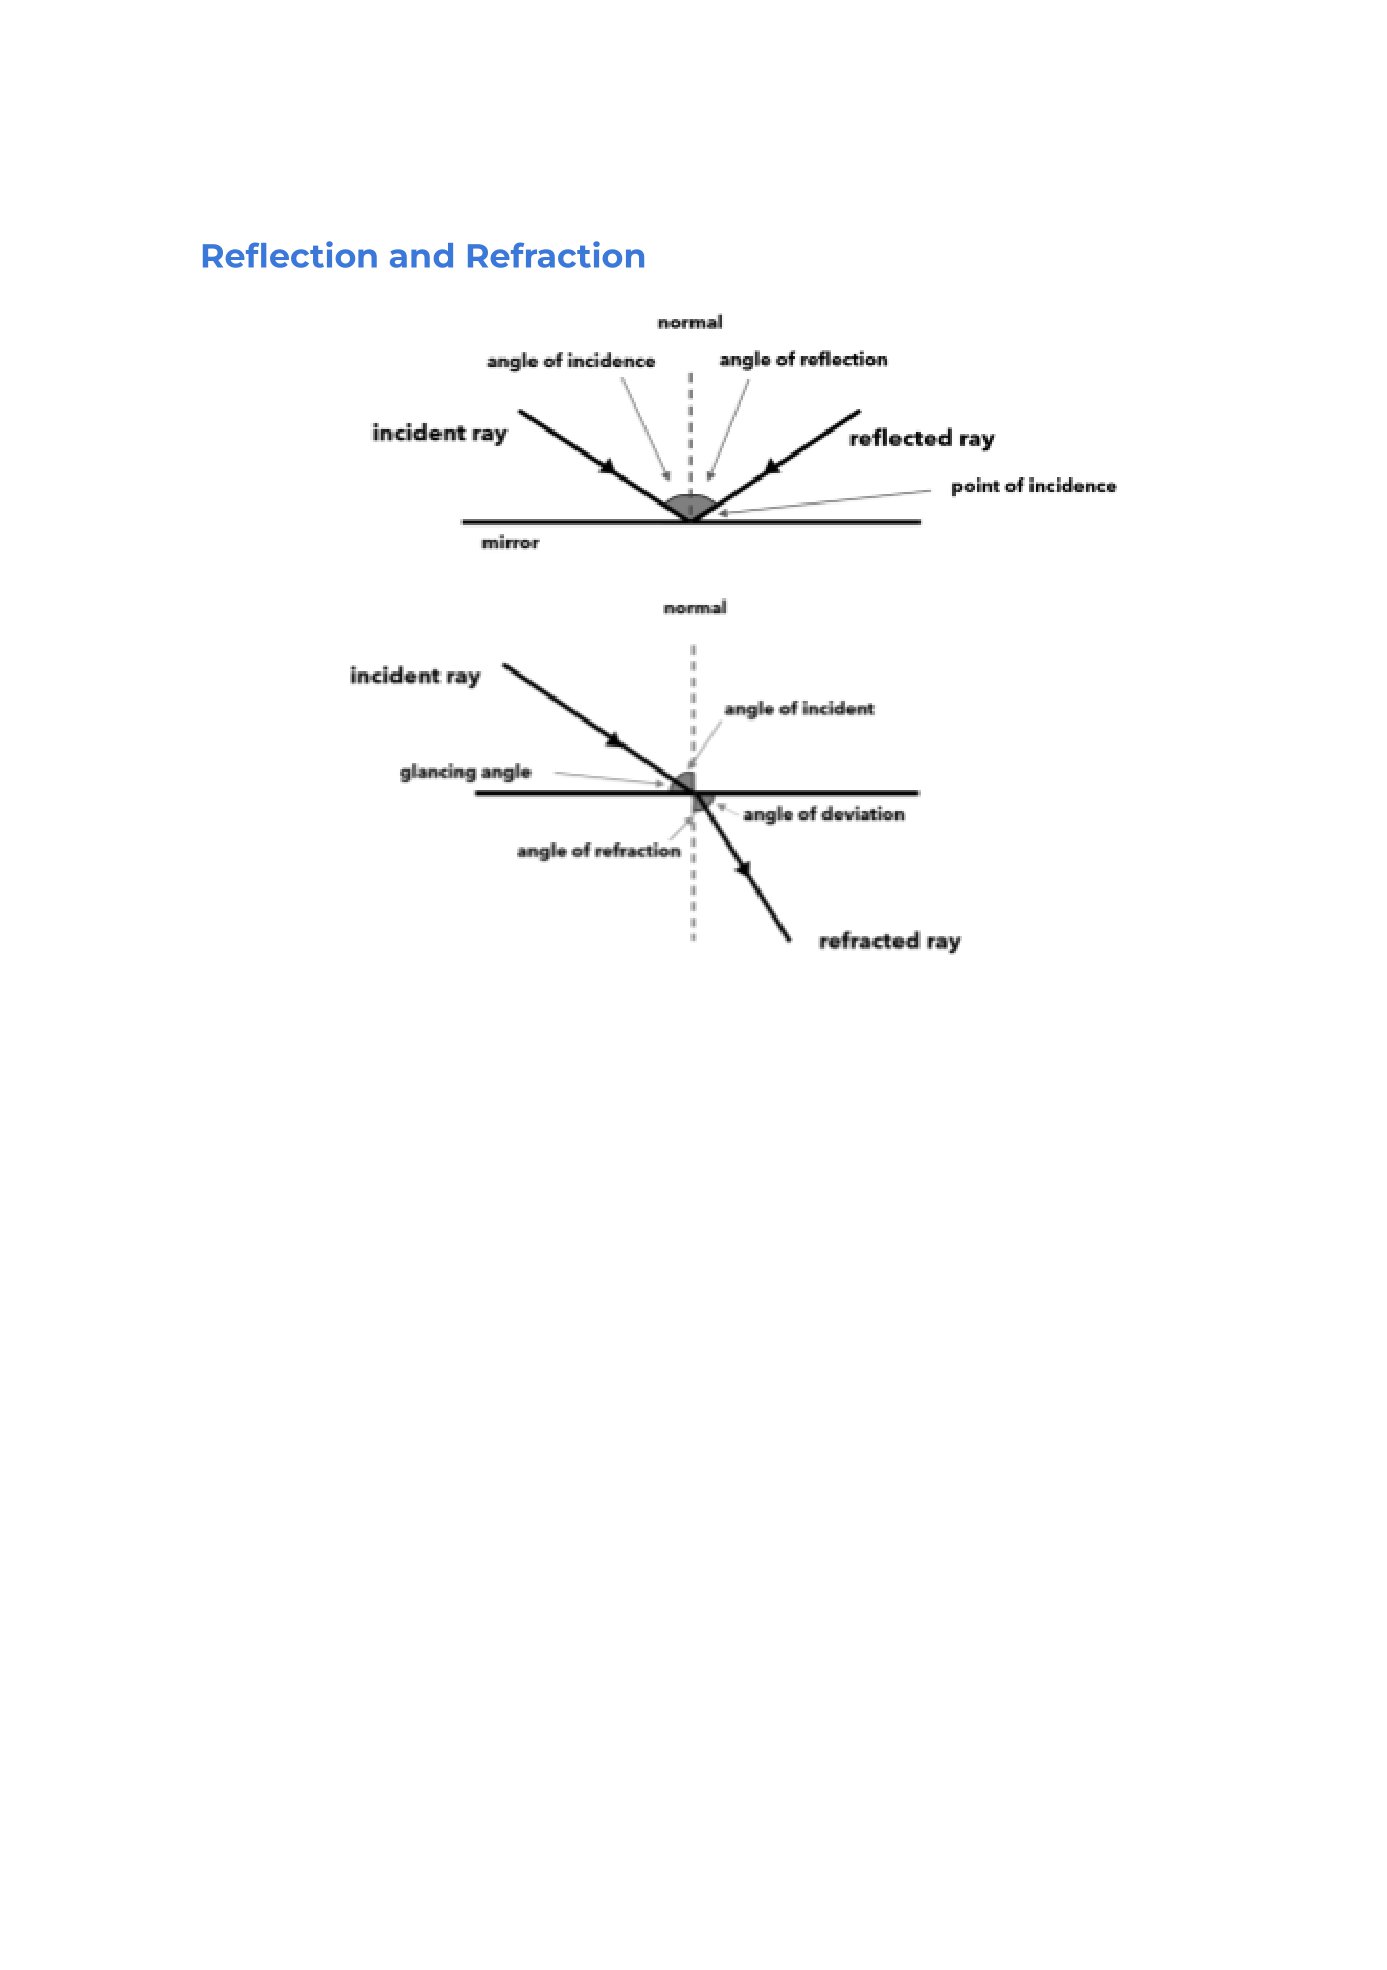 Reflection and Refraction
normal
angle of incidence
angle of reflection
incident ray
reflected ray
point of incidence
mirror
normal
incident ray
angle of incident
glancing angle
angle of deviation
angle of refraction
refracted ray